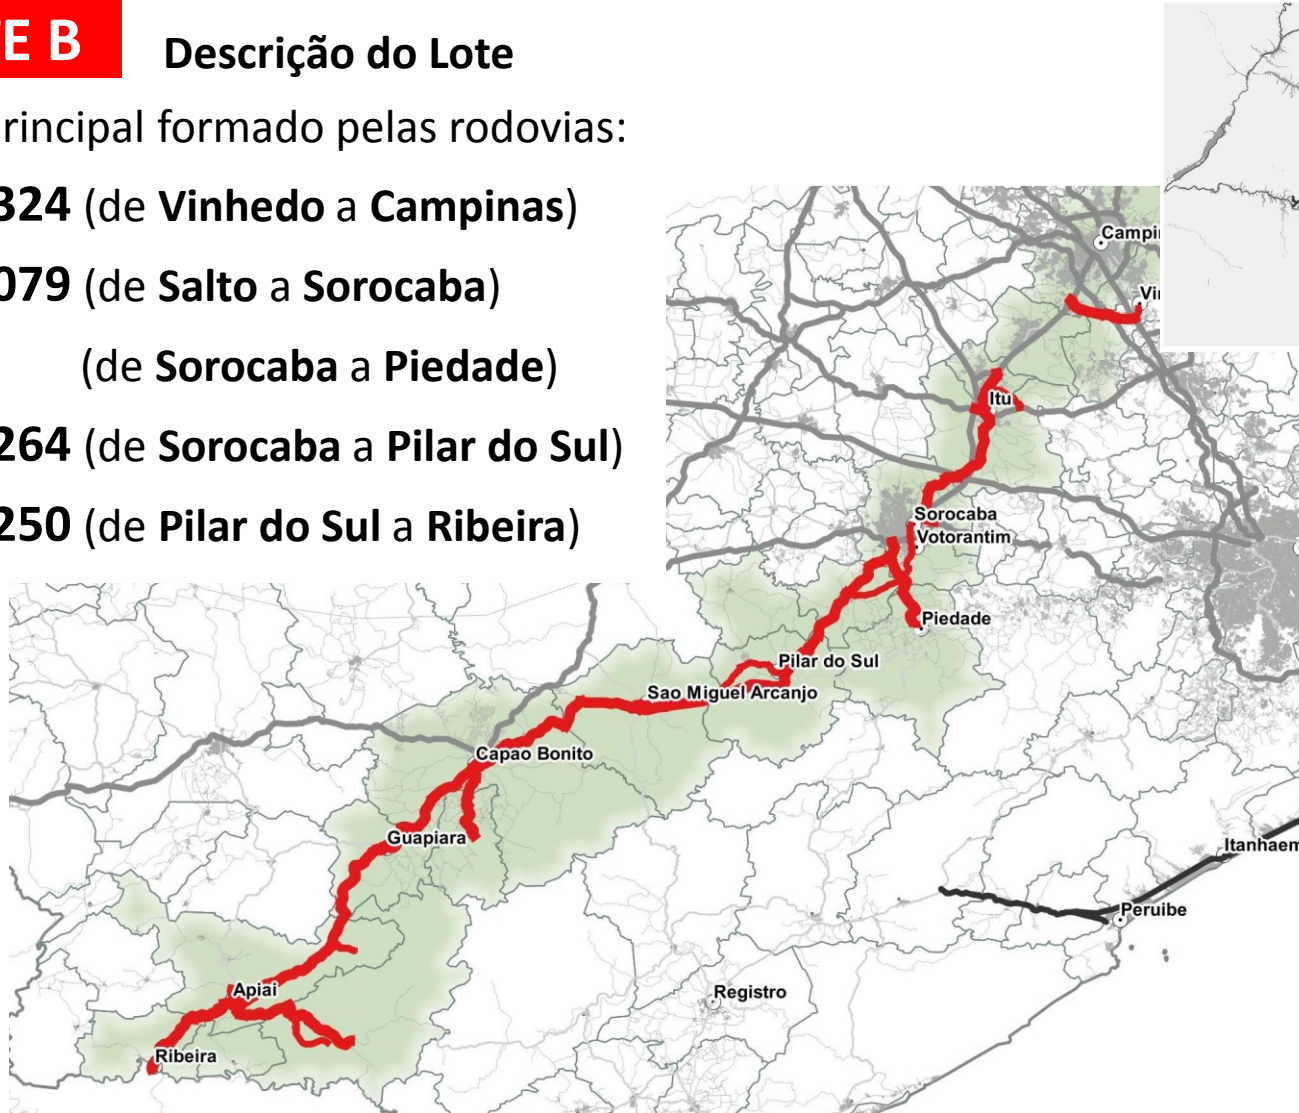 E B
Descrição do Lote
rincipal formado pelas rodovias:
324 (de Vinhedo a Campinas)
079 (de Salto a Sorocaba)
(de Sorocaba a Piedade)
264 (de Sorocaba a Pilar do Sul)
250 (de Pilar do Sul a Ribeira)
Campi
Vi
Itu
Sorocaba
Votorantim
Piedade
Pilar do Sul
Sao Miguel Arcanjo
Capao Bonito
Guapiara
Itanhaem
Peruibe
Apiai
Registro
Ribeira